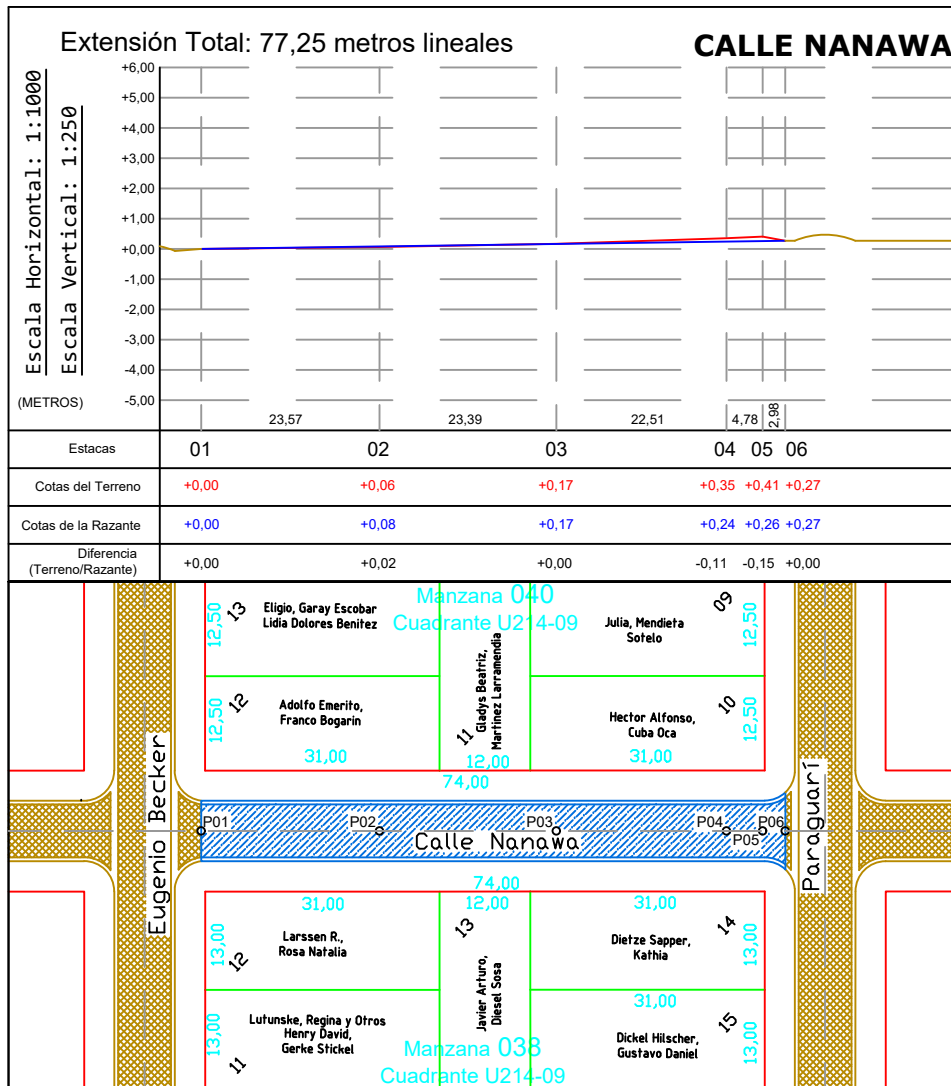 Extensión Total: 77,25 metros lineales
CALLE NANAWA
Escala Horizontal: 1:1000
Escala Vertical: 1:250
+6,00
+5,00
+4,00
+3,00
+2,00
+1,00
+0,00
-1,00
-2,00
-3,00
-4,00
-5,00
(METROS)
23,57 23,39 22,51 4,78 2,98
Estacas 01 02 03 04 05 06
Cotas del Terreno +0,00 +0,06 +0,17 +0,35 +0,41 +0,27
Cotas de la Razante +0,00 +0,08 +0,17 +0,24 +0,26 +0,27
Diferencia
(Terreno/Razante) +0,00 +0,02 +0,00 -0,11 -0,15 +0,00
Manzana 040
Cuadrante U214-09
12,50
13
Eligio, Garay Escobar
Lidia Dolores Benitez
Julia, Mendieta
Sotelo
09
12,50
12,50
12
Adolfo Emerito,
Franco Bogarin
31,00
Gladys Beatriz,
Martinez Larramendia
11
12,00
Hector Alfonso,
Cuba Oca
31,00
10
12,50
74,00
Eugenio Becker
Paraguarí
P01 P02 P03 P04 P05 P06
Calle Nanawa
74,00
31,00 12,00 31,00
13,00
12
Larssen R.,
Rosa Natalia
13
Javier Arturo,
Diesel Sosa
Dietze Sapper,
Kathia
14
13,00
31,00
13,00
11
Lutunske, Regina y Otros
Henry David,
Gerke Stickel
Dickel Hilscher,
Gustavo Daniel
15
13,00
Manzana 038
Cuadrante U214-09